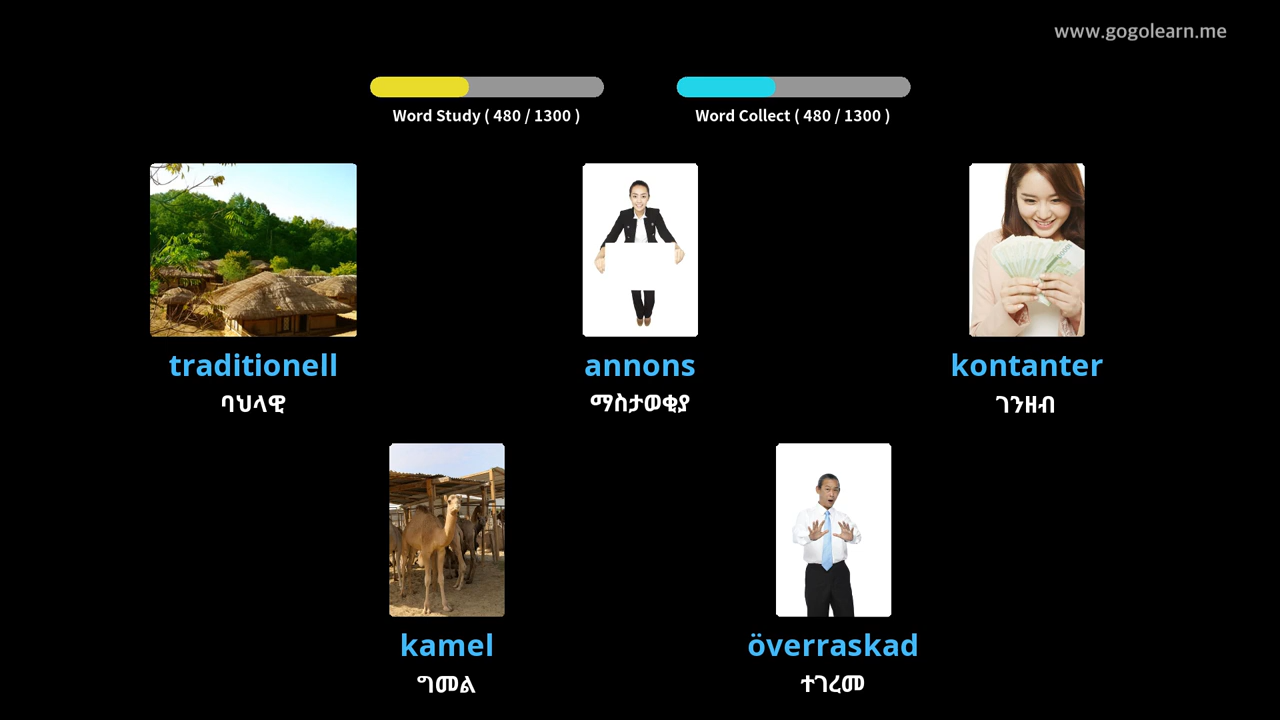 www.gogolearn.me
Word Study ( 480 / 1300 )
Word Collect ( 480 / 1300 )
traditionell
ባህላዊ
annons
ማስታወቂያ
kontanter
ገንዘብ
kamel
ግመል
överraskad
ተገረመ